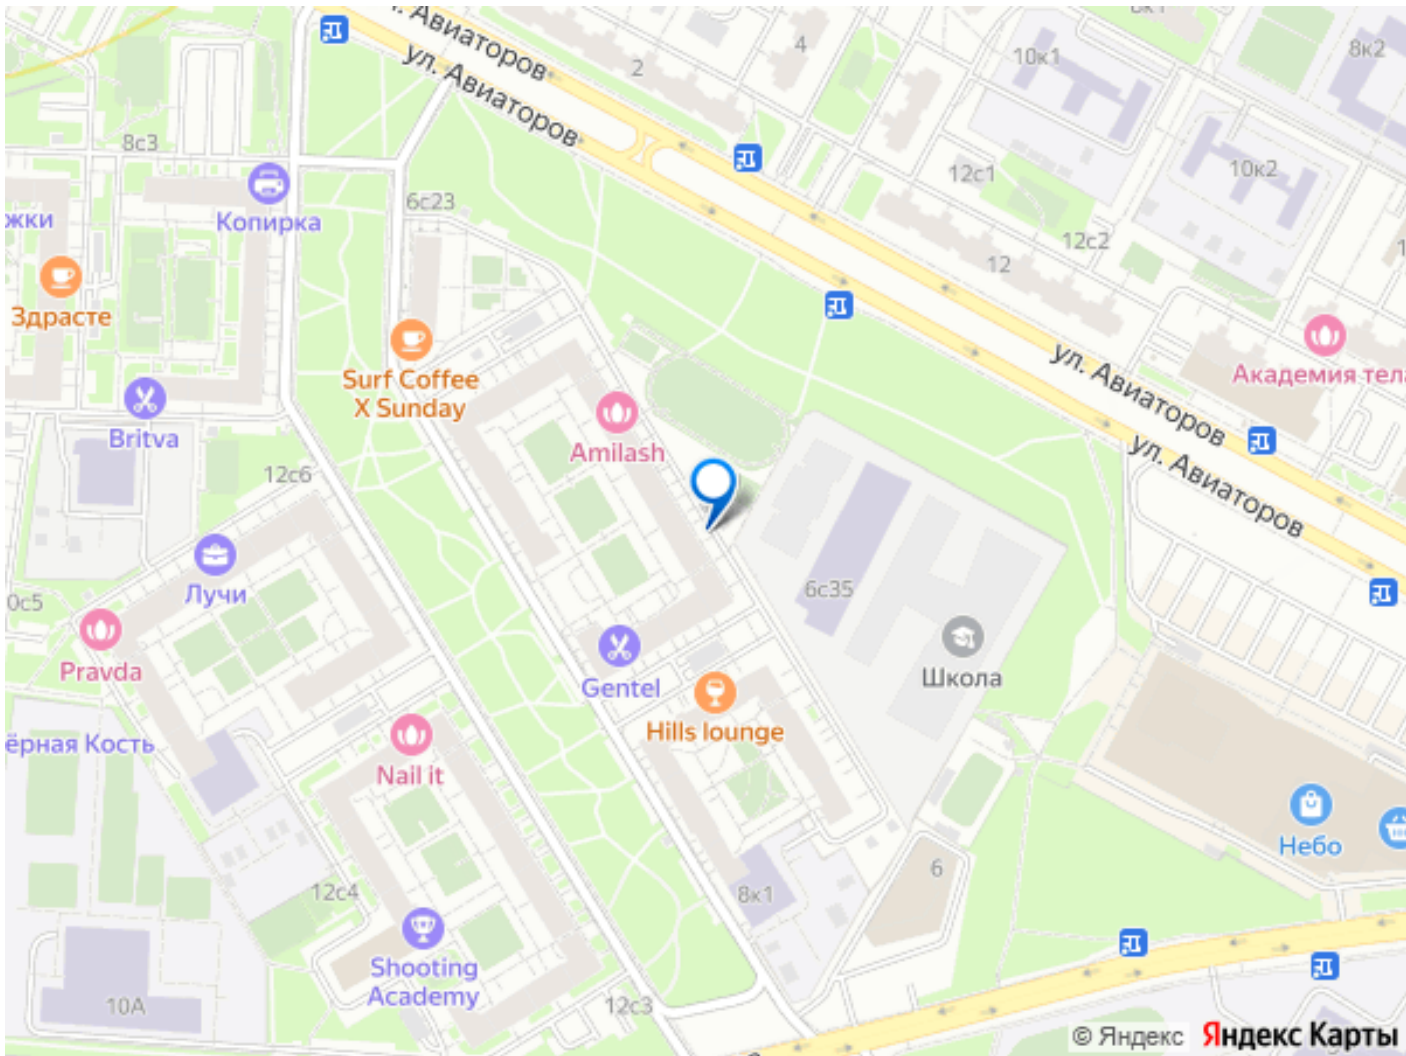 ул. Авиаторов
ул. Авиаторов
2
4
10к1
8к2
8с3
Копирка
6с23
12с1
10к2
жки
Здрасте
12с2
12
Surf Coffee
X Sunday
Академия тела
ул. Авиаторов
Britva
Amilash
12с6
ул. Авиаторов
Лучи
0с5
6с35
Pravda
Gentel
Школа
Hills lounge
ёрная Кость
Nail it
Небо
12с4
8к1
6
Shooting
Academy
10А
12с3
© Яндекс Яндекс Карты